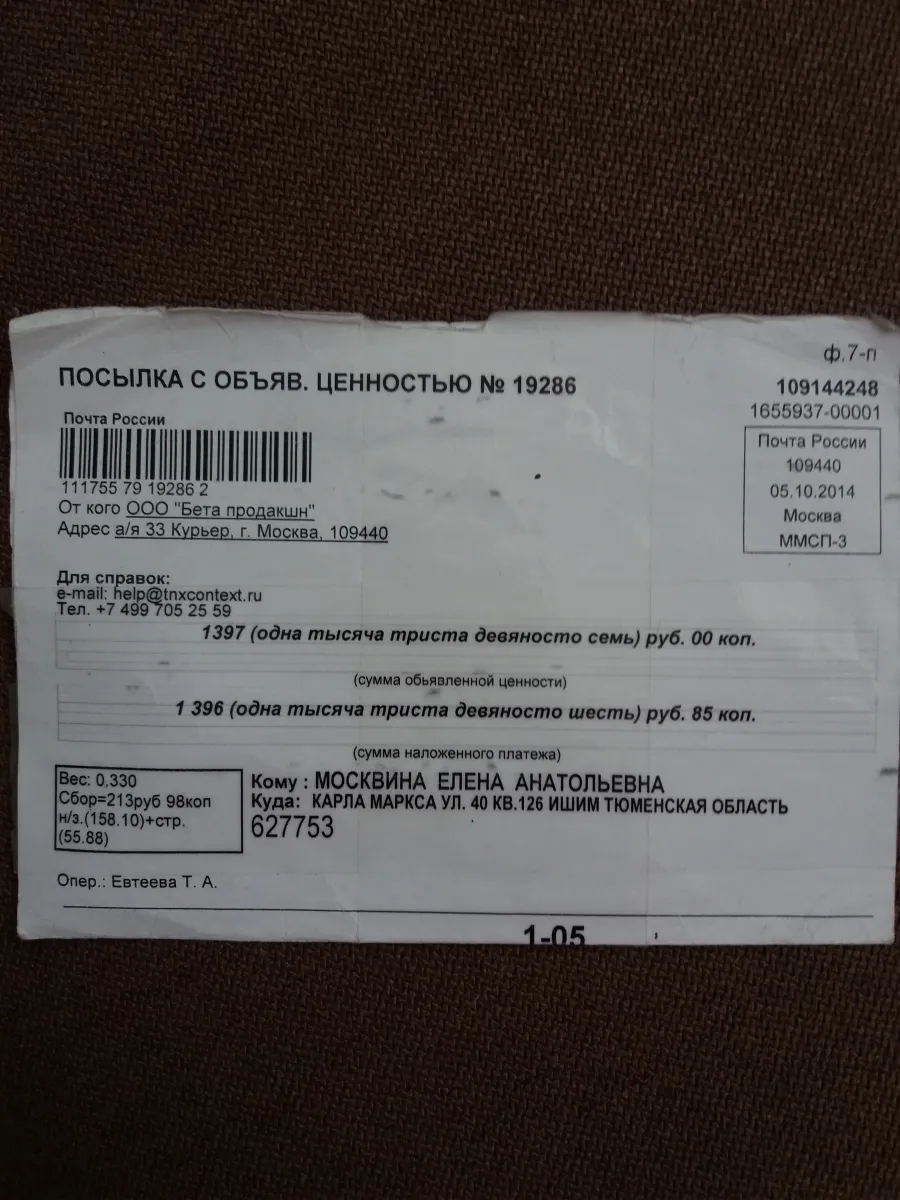 ф.7-п
ПОСЫЛКА С ОБЪЯВ. ЦЕННОСТЬЮ № 19286
109144248
1655937-00001
Почта России
111755 79 19286 2
Почта России
109440
05.10.2014
Москва
ММСП-3
От кого ООО "Бета продакшн"
Адрес а/я 33 Курьер, г. Москва, 109440
Для справок:
e-mail: help@tnxcontext.ru
Тел. +7 499 705 25 59
1397 (одна тысяча триста девяносто семь) руб. 00 коп.
(сумма обьявленной ценности)
1 396 (одна тысяча триста девяносто шесть) руб. 85 коп.
(сумма наложенного платежа)
Вес: 0,330
Сбор=213руб 98коп
н/з.(158.10)+стр.
(55.88)
Кому : МОСКВИНА ЕЛЕНА АНАТОЛЬЕВНА
Куда: КАРЛА МАРКСА УЛ. 40 КВ.126 ИШИМ ТЮМЕНСКАЯ ОБЛАСТЬ
627753
Опер.: Евтеева Т. А.
1-05